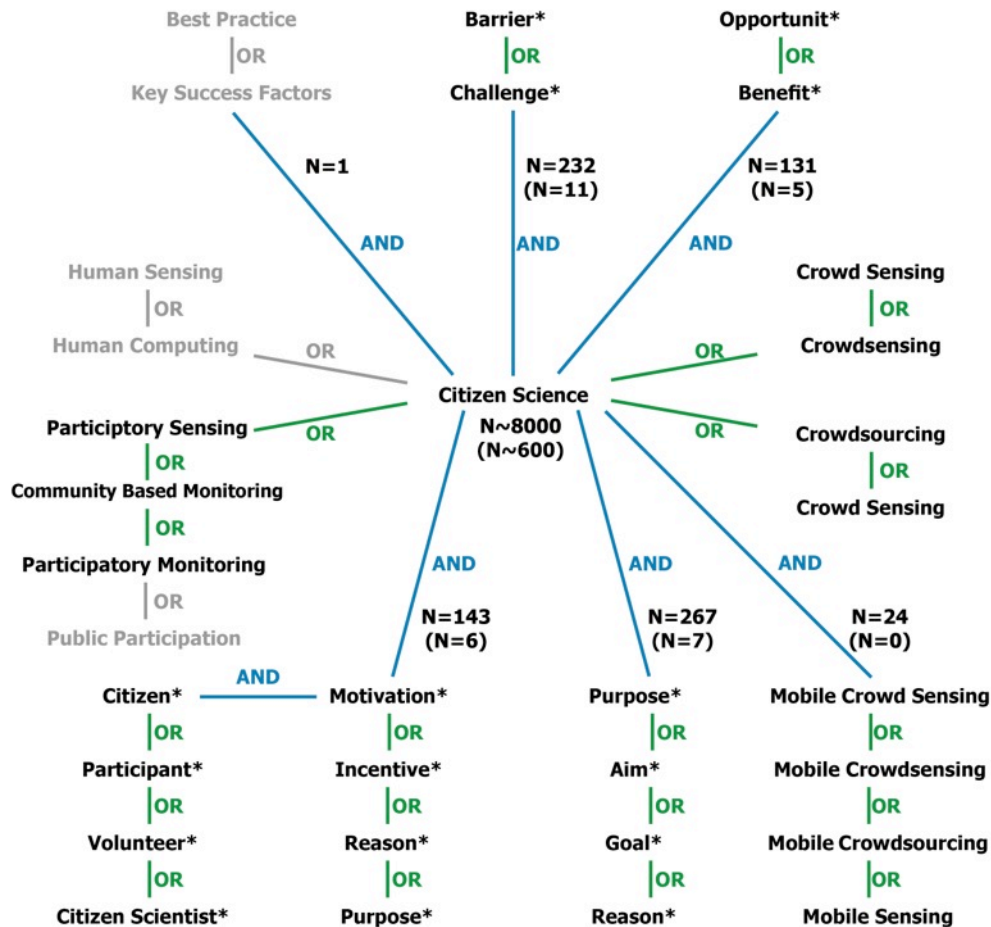 Best Practice
OR
Key Success Factors
Barrier*
OR
Challenge*
Opportunit*
OR
Benefit*
N=1
AND
N=232
(N=11)
AND
N=131
(N=5)
AND
Human Sensing
OR
Human Computing
OR
Crowd Sensing
OR
Crowdsensing
OR
Citizen Science
N~8000
(N~600)
Participtory Sensing
OR
OR
Community Based Monitoring
OR
Participatory Monitoring
OR
Public Participation
OR
Crowdsourcing
OR
Crowd Sensing
AND
N=143
(N=6)
AND
N=267
(N=7)
AND
N=24
(N=0)
Citizen*
OR
Participant*
OR
Volunteer*
OR
Citizen Scientist*
AND
Motivation*
OR
Incentive*
OR
Reason*
OR
Purpose*
Purpose*
OR
Aim*
OR
Goal*
OR
Reason*
Mobile Crowd Sensing
OR
Mobile Crowdsensing
OR
Mobile Crowdsourcing
OR
Mobile Sensing